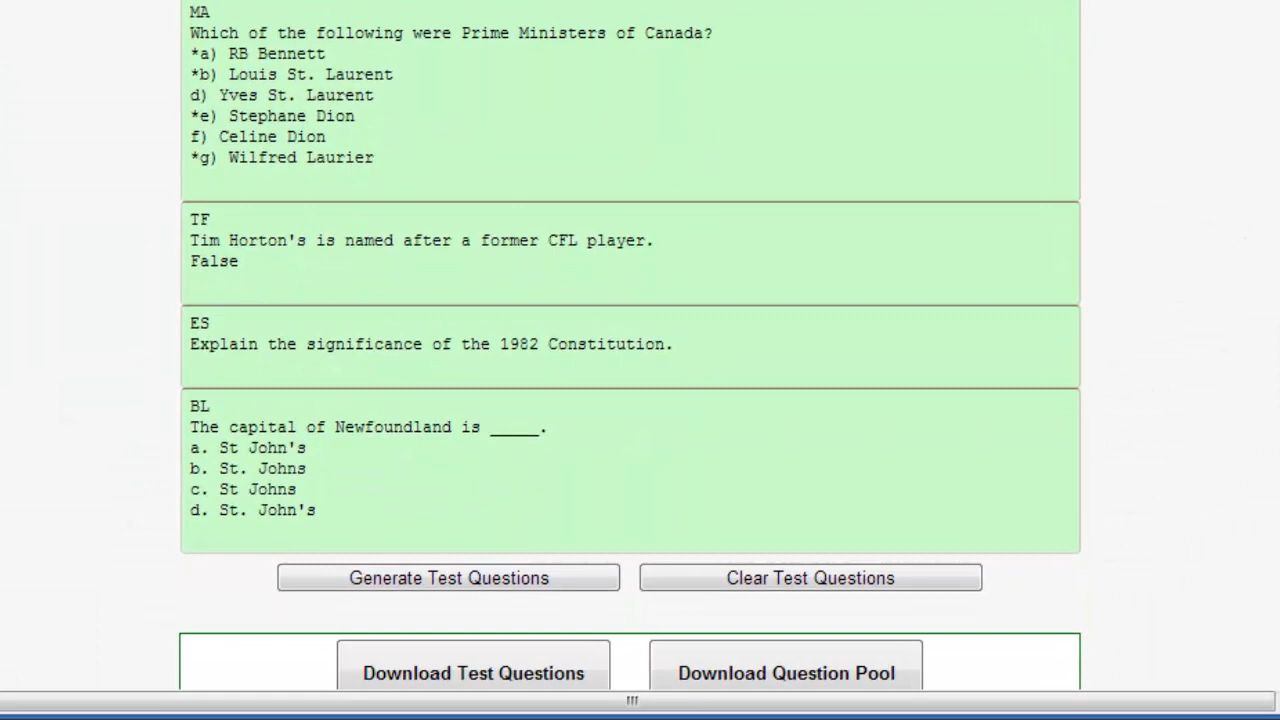 MA
Which of the following were Prime Ministers of Canada?
*a) RB Bennett
*b) Louis St. Laurent
d) Yves St. Laurent
*e) Stephane Dion
f) Celine Dion
*g) Wilfred Laurier
TF
Tim Horton's is named after a former CFL player.
False
ES
Explain the significance of the 1982 Constitution.
BL
The capital of Newfoundland is _____.
a. St John's
b. St. Johns
c. St Johns
d. St. John's
Generate Test Questions Clear Test Questions
Download Test Questions Download Question Pool